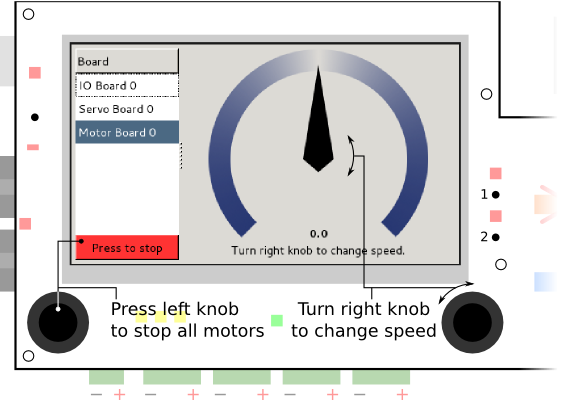 Board
IO Board 0
Servo Board 0
Motor Board 0
Press to stop
0.0
Turn right knob to change speed.
1
2
Press left knob
to stop all motors
Turn right knob
to change speed
− + − + − + − + − +